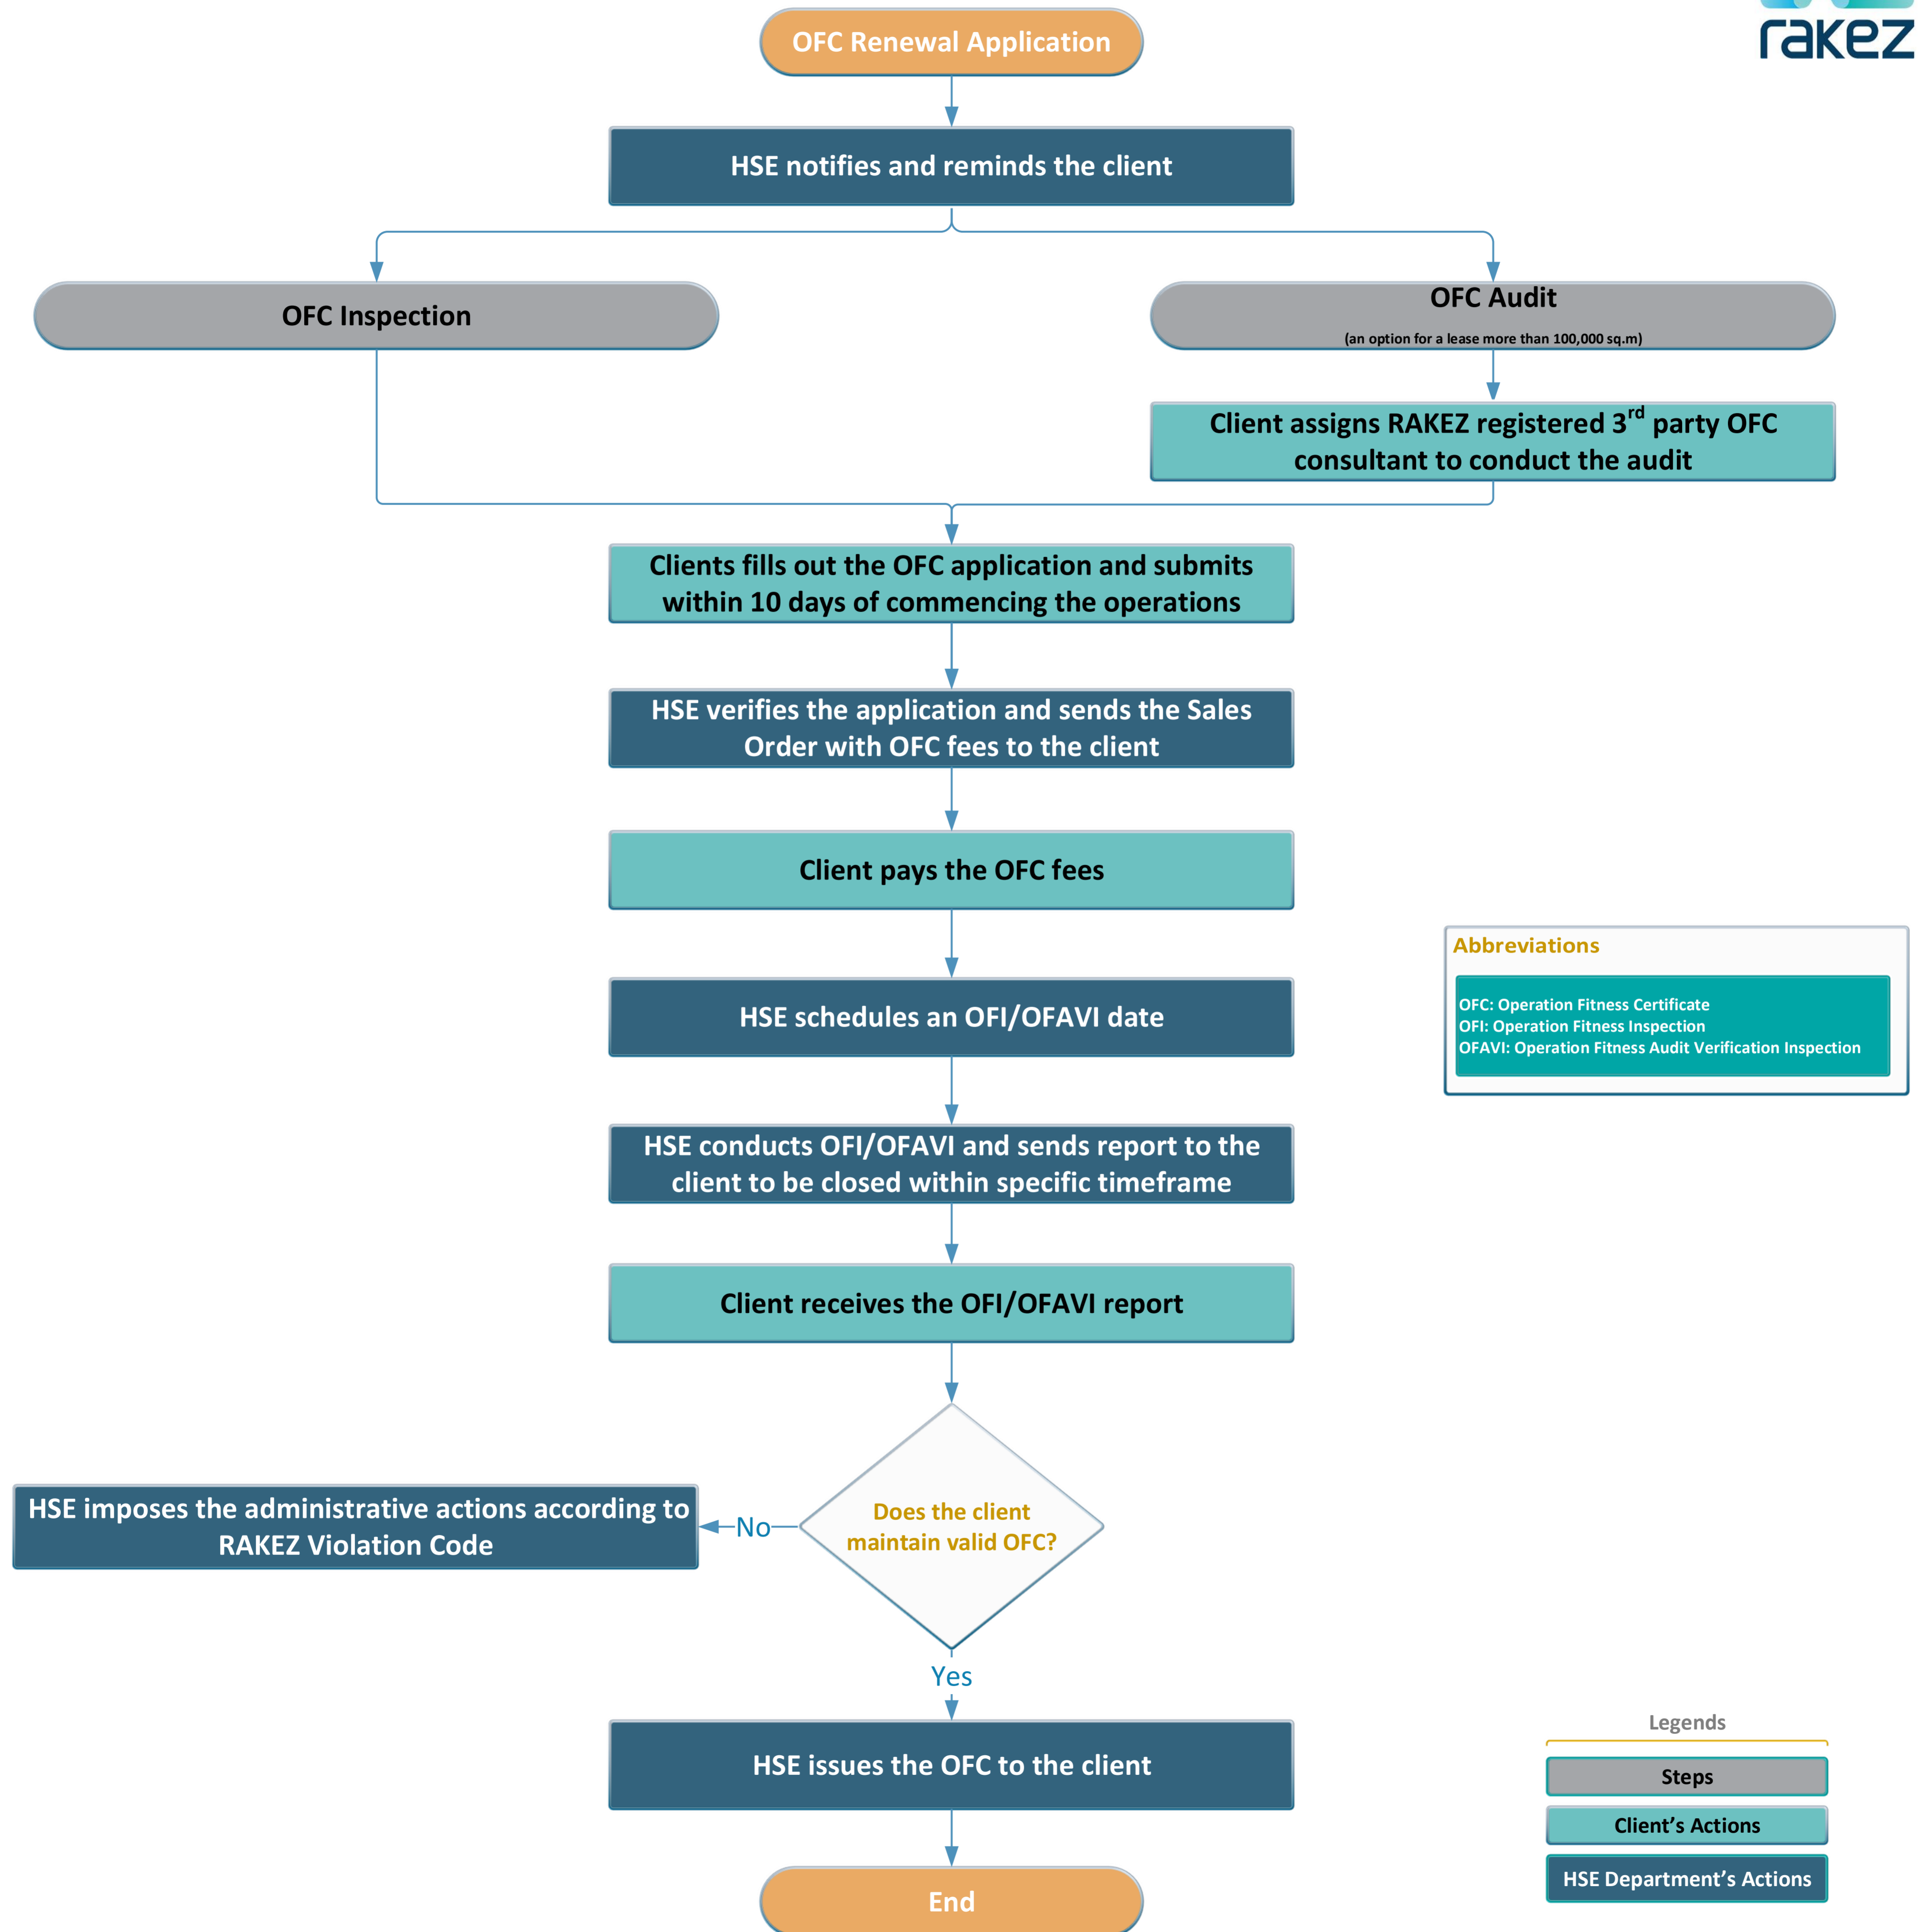 rakez
OFC Renewal Application
HSE notifies and reminds the client
OFC Inspection
OFC Audit
(an option for a lease more than 100,000 sq.m)
Client assigns RAKEZ registered 3rd party OFC
consultant to conduct the audit
Clients fills out the OFC application and submits
within 10 days of commencing the operations
HSE verifies the application and sends the Sales
Order with OFC fees to the client
Client pays the OFC fees
Abbreviations
OFC: Operation Fitness Certificate
OFI: Operation Fitness Inspection
OFAVI: Operation Fitness Audit Verification Inspection
HSE schedules an OFI/OFAVI date
HSE conducts OFI/OFAVI and sends report to the
client to be closed within specific timeframe
Client receives the OFI/OFAVI report
Does the client
maintain valid OFC?
No
HSE imposes the administrative actions according to
RAKEZ Violation Code
Yes
HSE issues the OFC to the client
End
Legends
Steps
Client's Actions
HSE Department's Actions